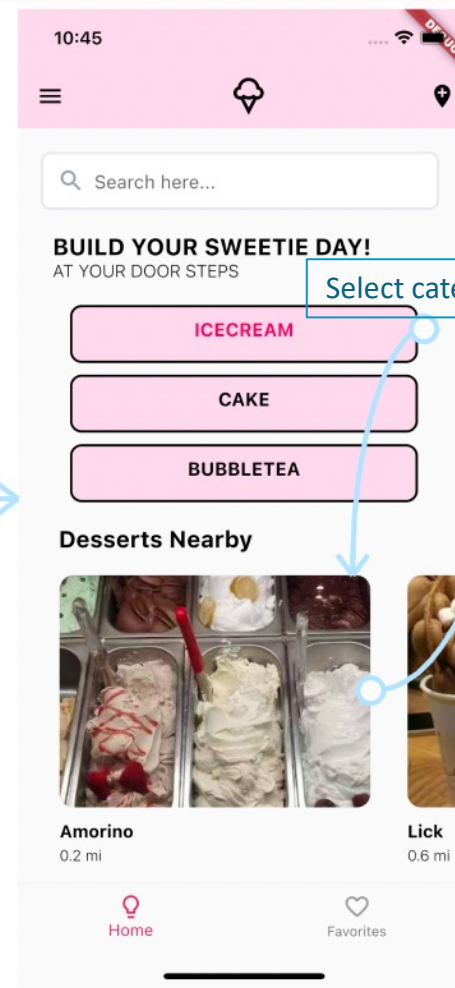 10:45
Search here...
BUILD YOUR SWEETIE DAY!
AT YOUR DOOR STEPS
Select
ICECREAM
CAKE
BUBBLETEA
Desserts Nearby
Amorino
0.2 mi
Lick
0.6 mi
Home
Favorites